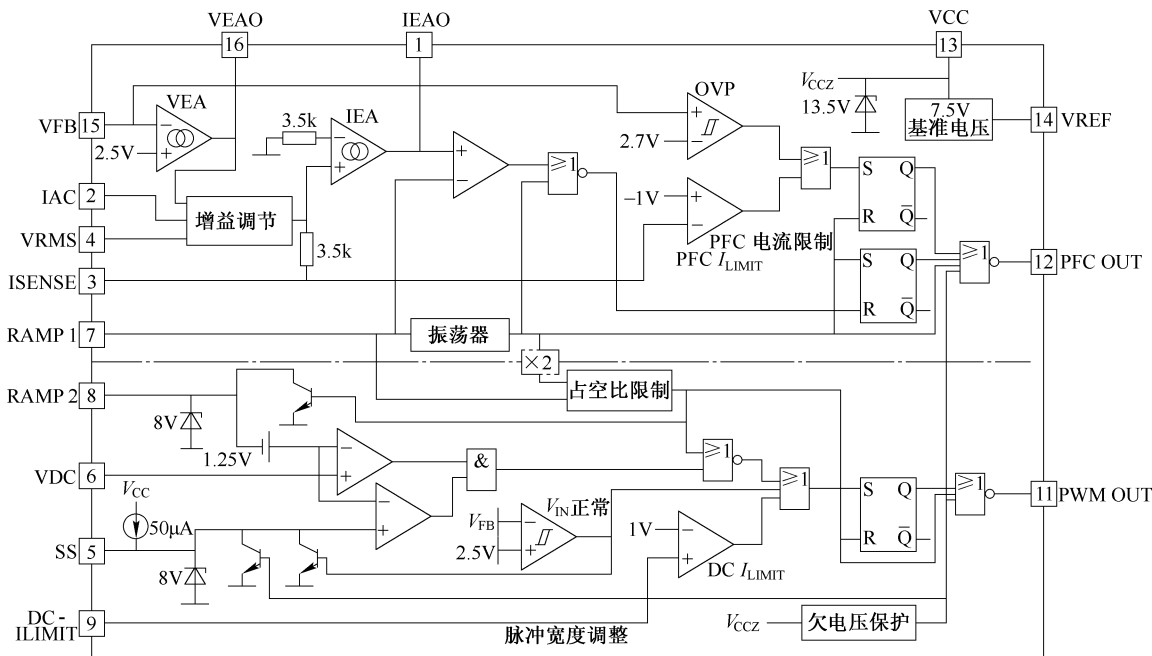 VEAO
IEAO
VCC
16
1
13
VCCZ
13.5V
7.5V
基准电压
14
VREF
VEA
IEA
OVP
VFB
15
−
+
2.5V
3.5k
−
+
+
−
≥1
+
−
2.7V
≥1
S
Q
R
Q̅
IAC
2
增益调节
−1V
+
−
PFC 电流限制
PFC ILIMIT
VRMS
4
3.5k
ISENSE
3
S
Q
R
Q̅
≥1
12
PFC OUT
RAMP 1
7
振荡器
×2
占空比限制
RAMP 2
8
8V
1.25V
−
+
&
≥1
≥1
VDC
6
VCC
50μA
−
+
VFB
−
2.5V
+
VIN正常
S
Q
R
Q̅
≥1
11
PWM OUT
SS
5
8V
1V
−
+
DC ILIMIT
DC -
ILIMIT
9
脉冲宽度调整
VCCZ
欠电压保护